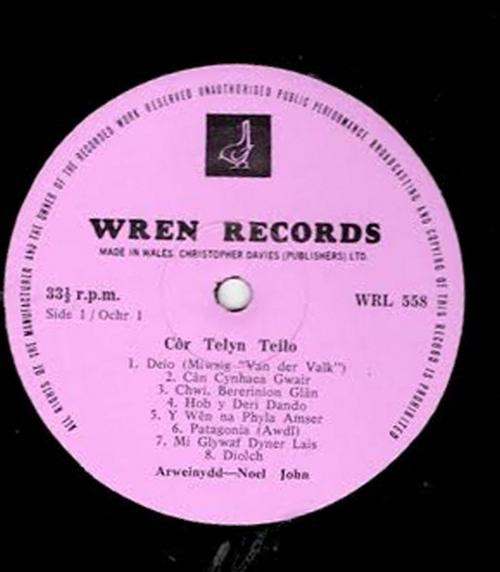 ALL RIGHTS OF THE MANUFACTURER AND THE OWNER OF THE RECORDED WORK RESERVED UNAUTHORISED PUBLIC PERFORMANCE BROADCASTING AND COPYING OF THIS RECORD IS PROHIBITED
WREN RECORDS
MADE IN WALES. CHRISTOPHER DAVIES (PUBLISHERS) LTD.
33⅓ r.p.m.
WRL 558
Side 1 / Ochr 1
Côr Telyn Teilo
1. Deio (Miwsig "Van der Valk")
2. Cân Cynhaea Gwair
3. Chwi, Bererinion Glân
4. Hob y Deri Dando
5. Y Wên na Phyla Amser
6. Patagonia (Awdl)
7. Mi Glywaf Dyner Lais
8. Diolch
Arweinydd—Noel John